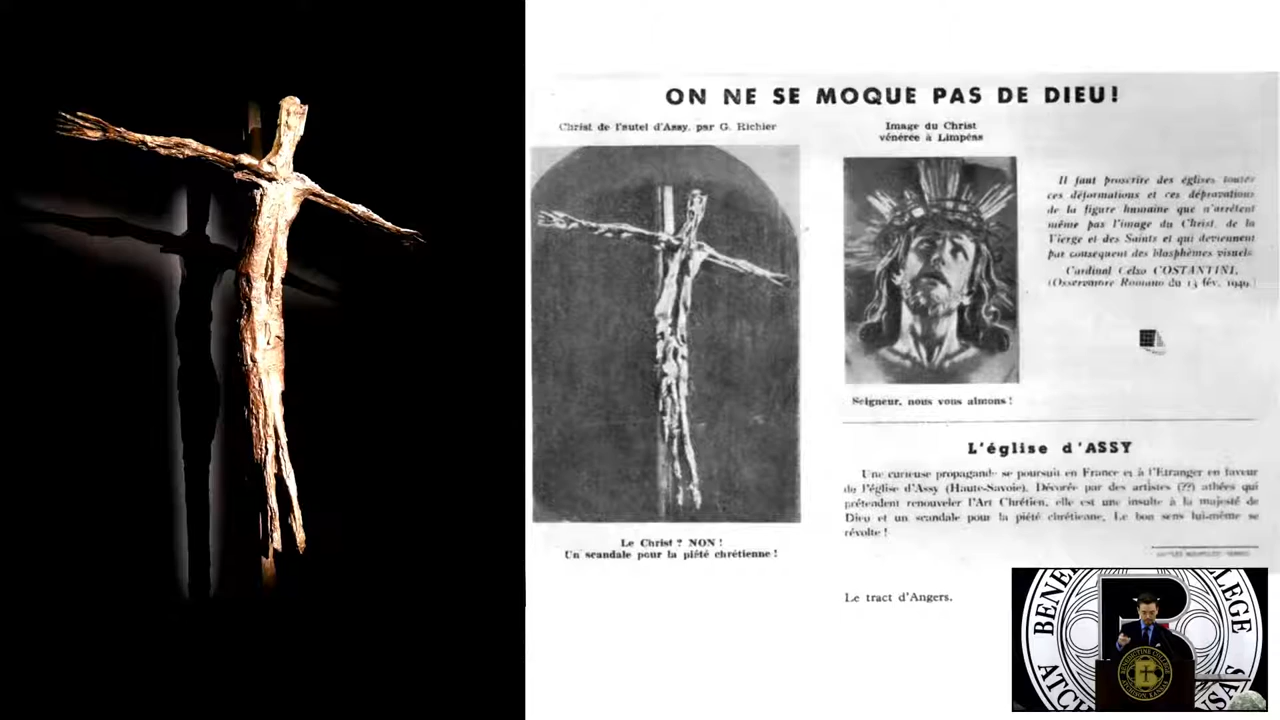 ON NE SE MOQUE PAS DE DIEU!
Christ de l'autel d'Assy, par G. Richier
Image du Christ
vénérée à Limpéas
Il faut proscrire des églises toutes
ces déformations et ces dépravations
de la figure humaine que n'arrêtent
même pas l'image du Christ, de la
Vierge et des Saints et qui deviennent
par conséquent des blasphèmes visuels
Cardinal Celso COSTANTINI,
(Osservatore Romano du 13 fév. 1949.)
Seigneur, nous vous aimons !
L'église d'ASSY
Une curieuse propagande se poursuit en France et à l'Etranger en faveur
de l'église d'Assy (Haute-Savoie). Décorée par des artistes (??) athées qui
prétendent renouveler l'Art Chrétien, elle est une insulte à la majesté de
Dieu et un scandale pour la piété chrétienne. Le bon sens lui-même se
révolte !
Le Christ ? NON !
Un scandale pour la piété chrétienne !
Le tract d'Angers.
BENE
LLEGE
ATCH
SAS
BENEDICTINE COLLEGE
ATCHISON, KANSAS